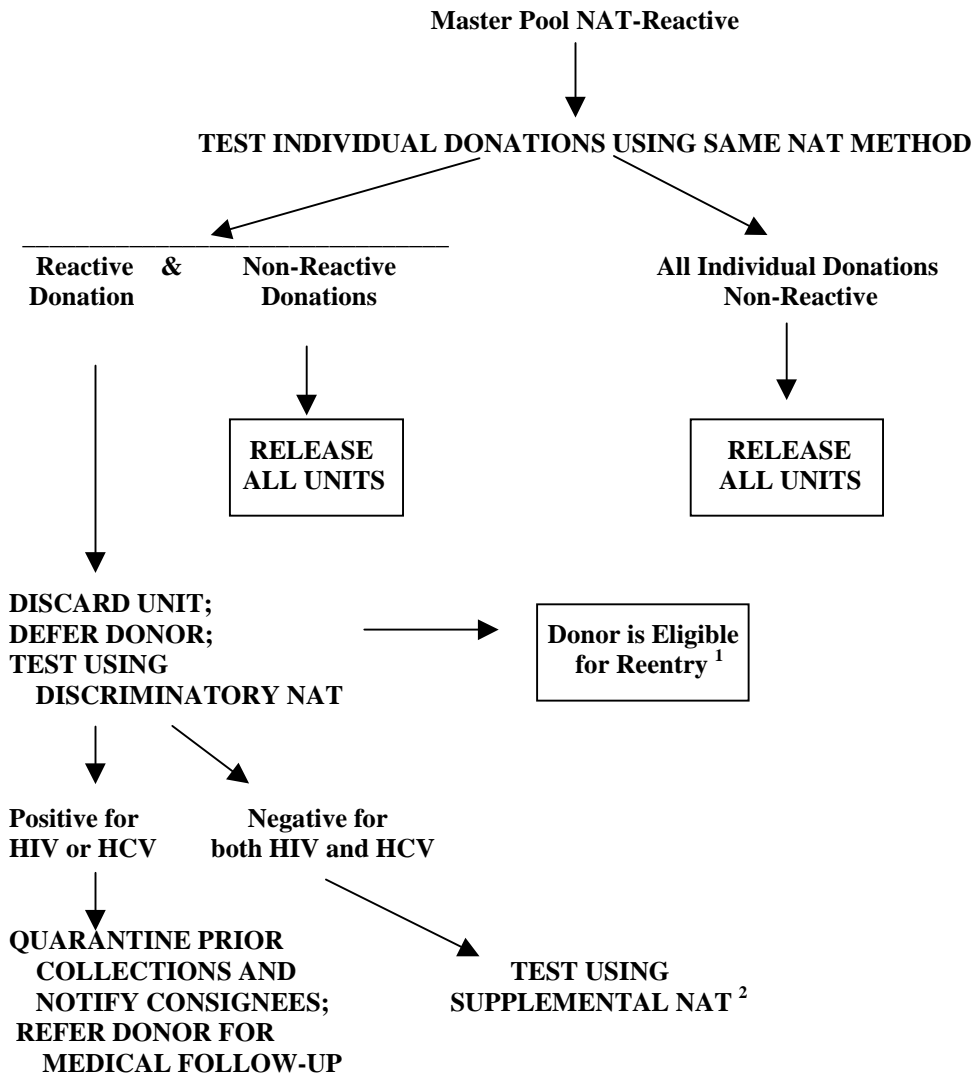 Master Pool NAT-Reactive
TEST INDIVIDUAL DONATIONS USING SAME NAT METHOD
Reactive & Non-Reactive
Donation Donations
All Individual Donations
Non-Reactive
RELEASE
ALL UNITS
RELEASE
ALL UNITS
DISCARD UNIT;
DEFER DONOR;
TEST USING
DISCRIMINATORY NAT
Donor is Eligible
for Reentry 1
Positive for
HIV or HCV
Negative for
both HIV and HCV
QUARANTINE PRIOR
COLLECTIONS AND
NOTIFY CONSIGNEES;
REFER DONOR FOR
MEDICAL FOLLOW-UP
TEST USING
SUPPLEMENTAL NAT 2